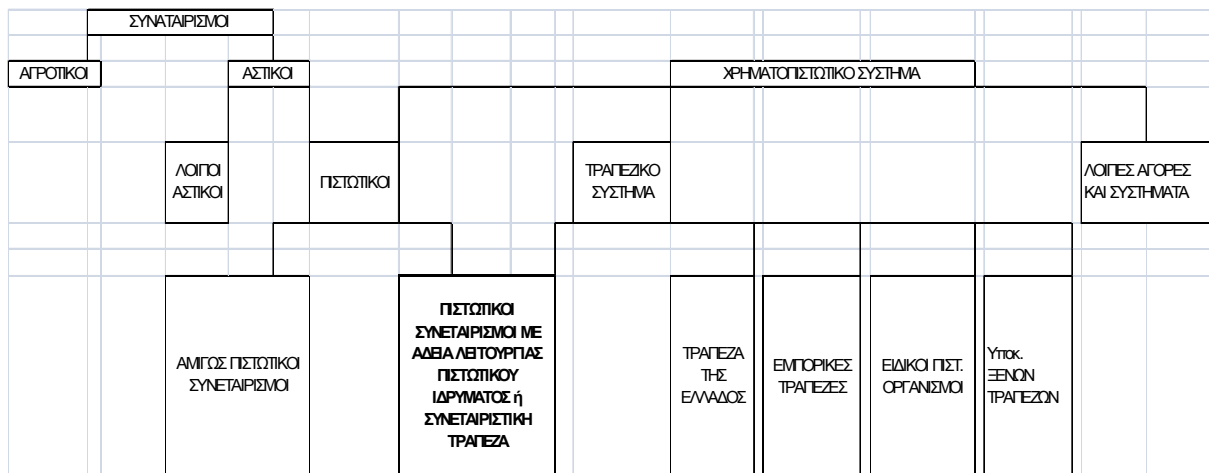 ΣΥΝΑΤΑΙΡΙΣΜΟΙ
ΑΓΡΟΤΙΚΟΙ
ΑΣΤΙΚΟΙ
ΧΡΗΜΑΤΟΠΙΣΤΩΤΙΚΟ ΣΥΣΤΗΜΑ
ΛΟΙΠΟΙ
ΑΣΤΙΚΟΙ
ΠΙΣΤΩΤΙΚΟΙ
ΤΡΑΠΕΖΙΚΟ
ΣΥΣΤΗΜΑ
ΛΟΙΠΕΣ ΑΓΟΡΕΣ
ΚΑΙ ΣΥΣΤΗΜΑΤΑ
ΑΜΙΓΩΣ ΠΙΣΤΩΤΙΚΟΙ
ΣΥΝΕΤΑΙΡΙΣΜΟΙ
ΠΙΣΤΩΤΙΚΟΙ
ΣΥΝΕΤΑΙΡΙΣΜΟΙ ΜΕ
ΑΔΕΙΑ ΛΕΙΤΟΥΡΓΙΑΣ
ΠΙΣΤΩΤΙΚΟΥ
ΙΔΡΥΜΑΤΟΣ ή
ΣΥΝΕΤΑΙΡΙΣΤΙΚΗ
ΤΡΑΠΕΖΑ
ΤΡΑΠΕΖΑ
ΤΗΣ
ΕΛΛΑΔΟΣ
ΕΜΠΟΡΙΚΕΣ
ΤΡΑΠΕΖΕΣ
ΕΙΔΙΚΟΙ ΠΙΣΤ.
ΟΡΓΑΝΙΣΜΟΙ
Υποκ.
ΞΕΝΩΝ
ΤΡΑΠΕΖΩΝ